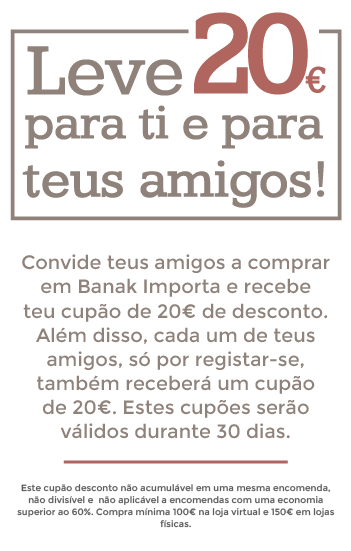 Leve 20€
para ti e para
teus amigos!
Convide teus amigos a comprar
em Banak Importa e recebe
teu cupão de 20€ de desconto.
Além disso, cada um de teus
amigos, só por registar-se,
também receberá um cupão
de 20€. Estes cupões serão
válidos durante 30 dias.
Este cupão desconto não acumulável em uma mesma encomenda,
não divisível e não aplicável a encomendas com uma economia
superior ao 60%. Compra mínima 100€ na loja virtual e 150€ em lojas
físicas.